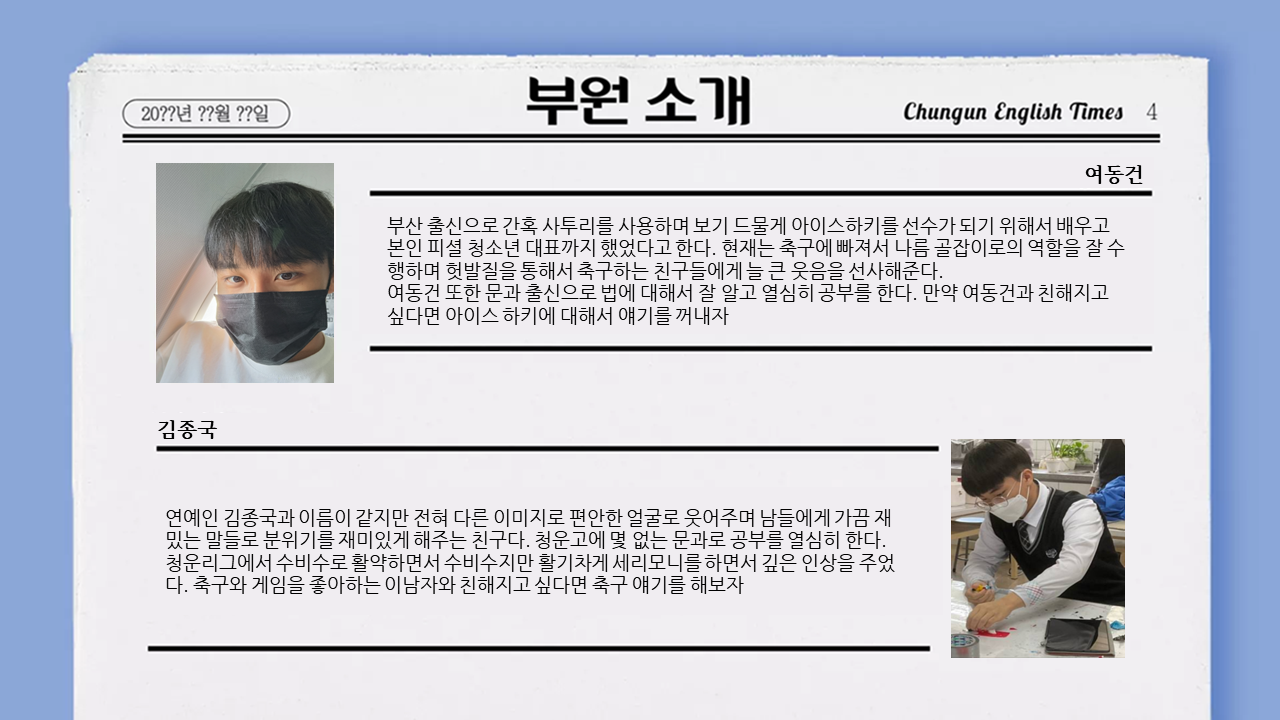 20??년 ??월 ??일
부원 소개
Chungun English Times 4
여동건
부산 출신으로 간혹 사투리를 사용하며 보기 드물게 아이스하키를 선수가 되기 위해서 배우고
본인 피셜 청소년 대표까지 했었다고 한다. 현재는 축구에 빠져서 나름 골잡이로의 역할을 잘 수
행하며 헛발질을 통해서 축구하는 친구들에게 늘 큰 웃음을 선사해준다.
여동건 또한 문과 출신으로 법에 대해서 잘 알고 열심히 공부를 한다. 만약 여동건과 친해지고
싶다면 아이스 하키에 대해서 얘기를 꺼내자
김종국
연예인 김종국과 이름이 같지만 전혀 다른 이미지로 편안한 얼굴로 웃어주며 남들에게 가끔 재
밌는 말들로 분위기를 재미있게 해주는 친구다. 청운고에 몇 없는 문과로 공부를 열심히 한다.
청운리그에서 수비수로 활약하면서 수비수지만 활기차게 세리모니를 하면서 깊은 인상을 주었
다. 축구와 게임을 좋아하는 이남자와 친해지고 싶다면 축구 얘기를 해보자